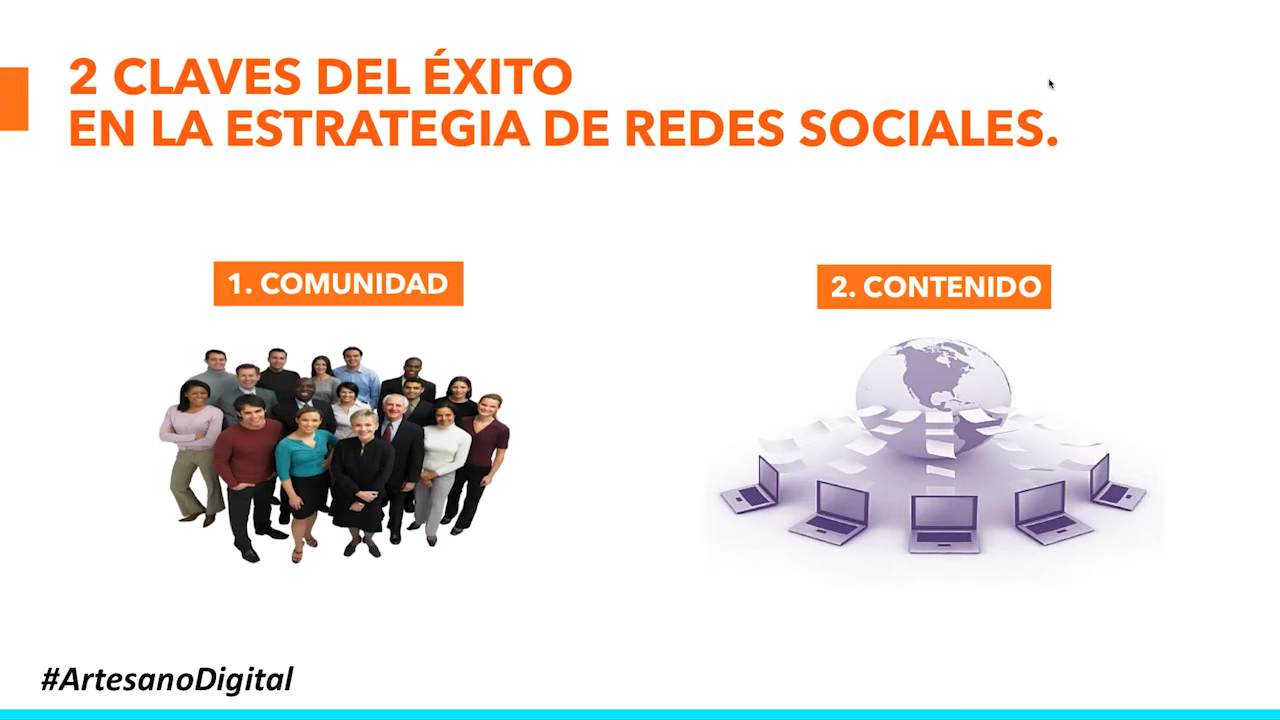 2 CLAVES DEL ÉXITO
EN LA ESTRATEGIA DE REDES SOCIALES.
1. COMUNIDAD
2. CONTENIDO
#ArtesanoDigital